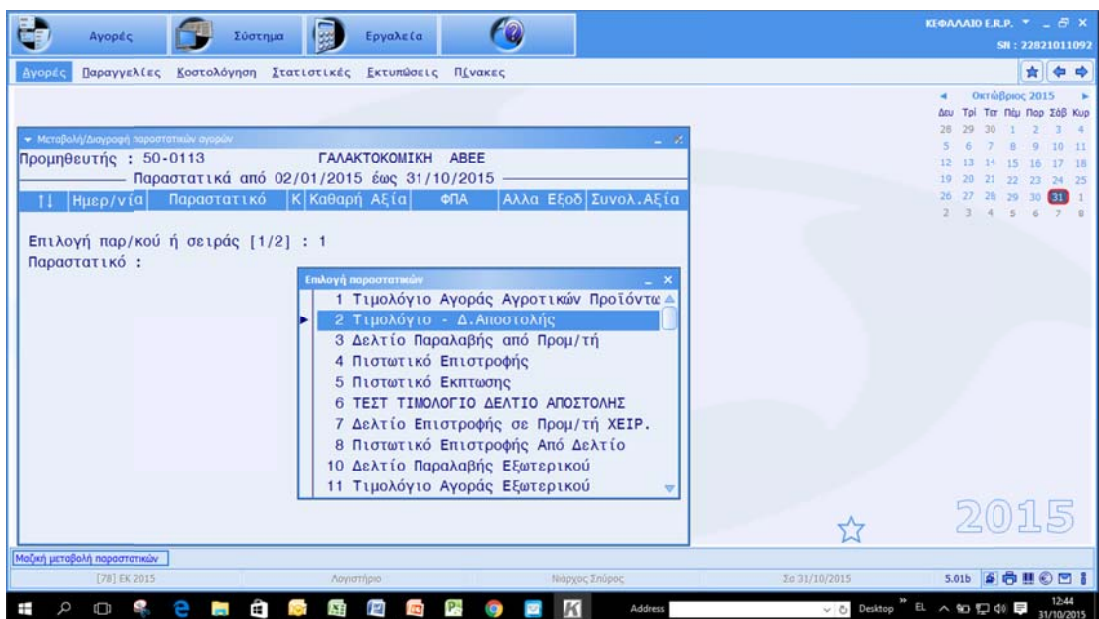 Αγορές Σύστημα Εργαλεία ΚΕΦΑΛΑΙΟ E.R.P.
SN : 22821011092
Αγορές Παραγγελίες Κοστολόγηση Στατιστικές Εκτυπώσεις Πίνακες
Οκτώβριος 2015
Δευ Τρί Τετ Πέμ Παρ Σάβ Κυρ
28 29 30 1 2 3 4
5 6 7 8 9 10 11
12 13 14 15 16 17 18
19 20 21 22 23 24 25
26 27 28 29 30 31 1
2 3 4 5 6 7 8
Μεταβολή/Διαγραφή παραστατικών αγορών
Προμηθευτής : 50-0113 ΓΑΛΑΚΤΟΚΟΜΙΚΗ ΑΒΕΕ
Παραστατικά από 02/01/2015 έως 31/10/2015
↑↓ Ημερ/νία Παραστατικό Κ Καθαρή Αξία ΦΠΑ Αλλα Εξοδ Συνολ.Αξία
Επιλογή παρ/κού ή σειράς [1/2] : 1
Παραστατικό :
Επιλογή παραστατικών
1 Τιμολόγιο Αγοράς Αγροτικών Προϊόντω
2 Τιμολόγιο - Δ.Αποστολής
3 Δελτίο Παραλαβής από Προμ/τή
4 Πιστωτικό Επιστροφής
5 Πιστωτικό Εκπτωσης
6 ΤΕΣΤ ΤΙΜΟΛΟΓΙΟ ΔΕΛΤΙΟ ΑΠΟΣΤΟΛΗΣ
7 Δελτίο Επιστροφής σε Προμ/τή ΧΕΙΡ.
8 Πιστωτικό Επιστροφής Από Δελτίο
10 Δελτίο Παραλαβής Εξωτερικού
11 Τιμολόγιο Αγοράς Εξωτερικού
2015
Μαζική μεταβολή παραστατικών
[78] ΕΚ 2015 Λογιστήριο Νιάρχος Σπύρος Σα 31/10/2015 5.01b
Address Desktop EL 12:44
31/10/2015